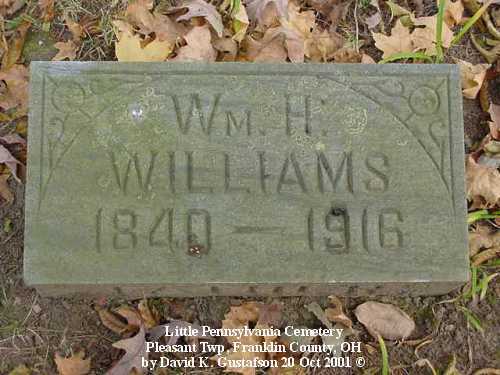 Wm. H.
WILLIAMS
1840 — 1916
Little Pennsylvania Cemetery
Pleasant Twp, Franklin County, OH
by David K. Gustafson 20 Oct 2001 ©